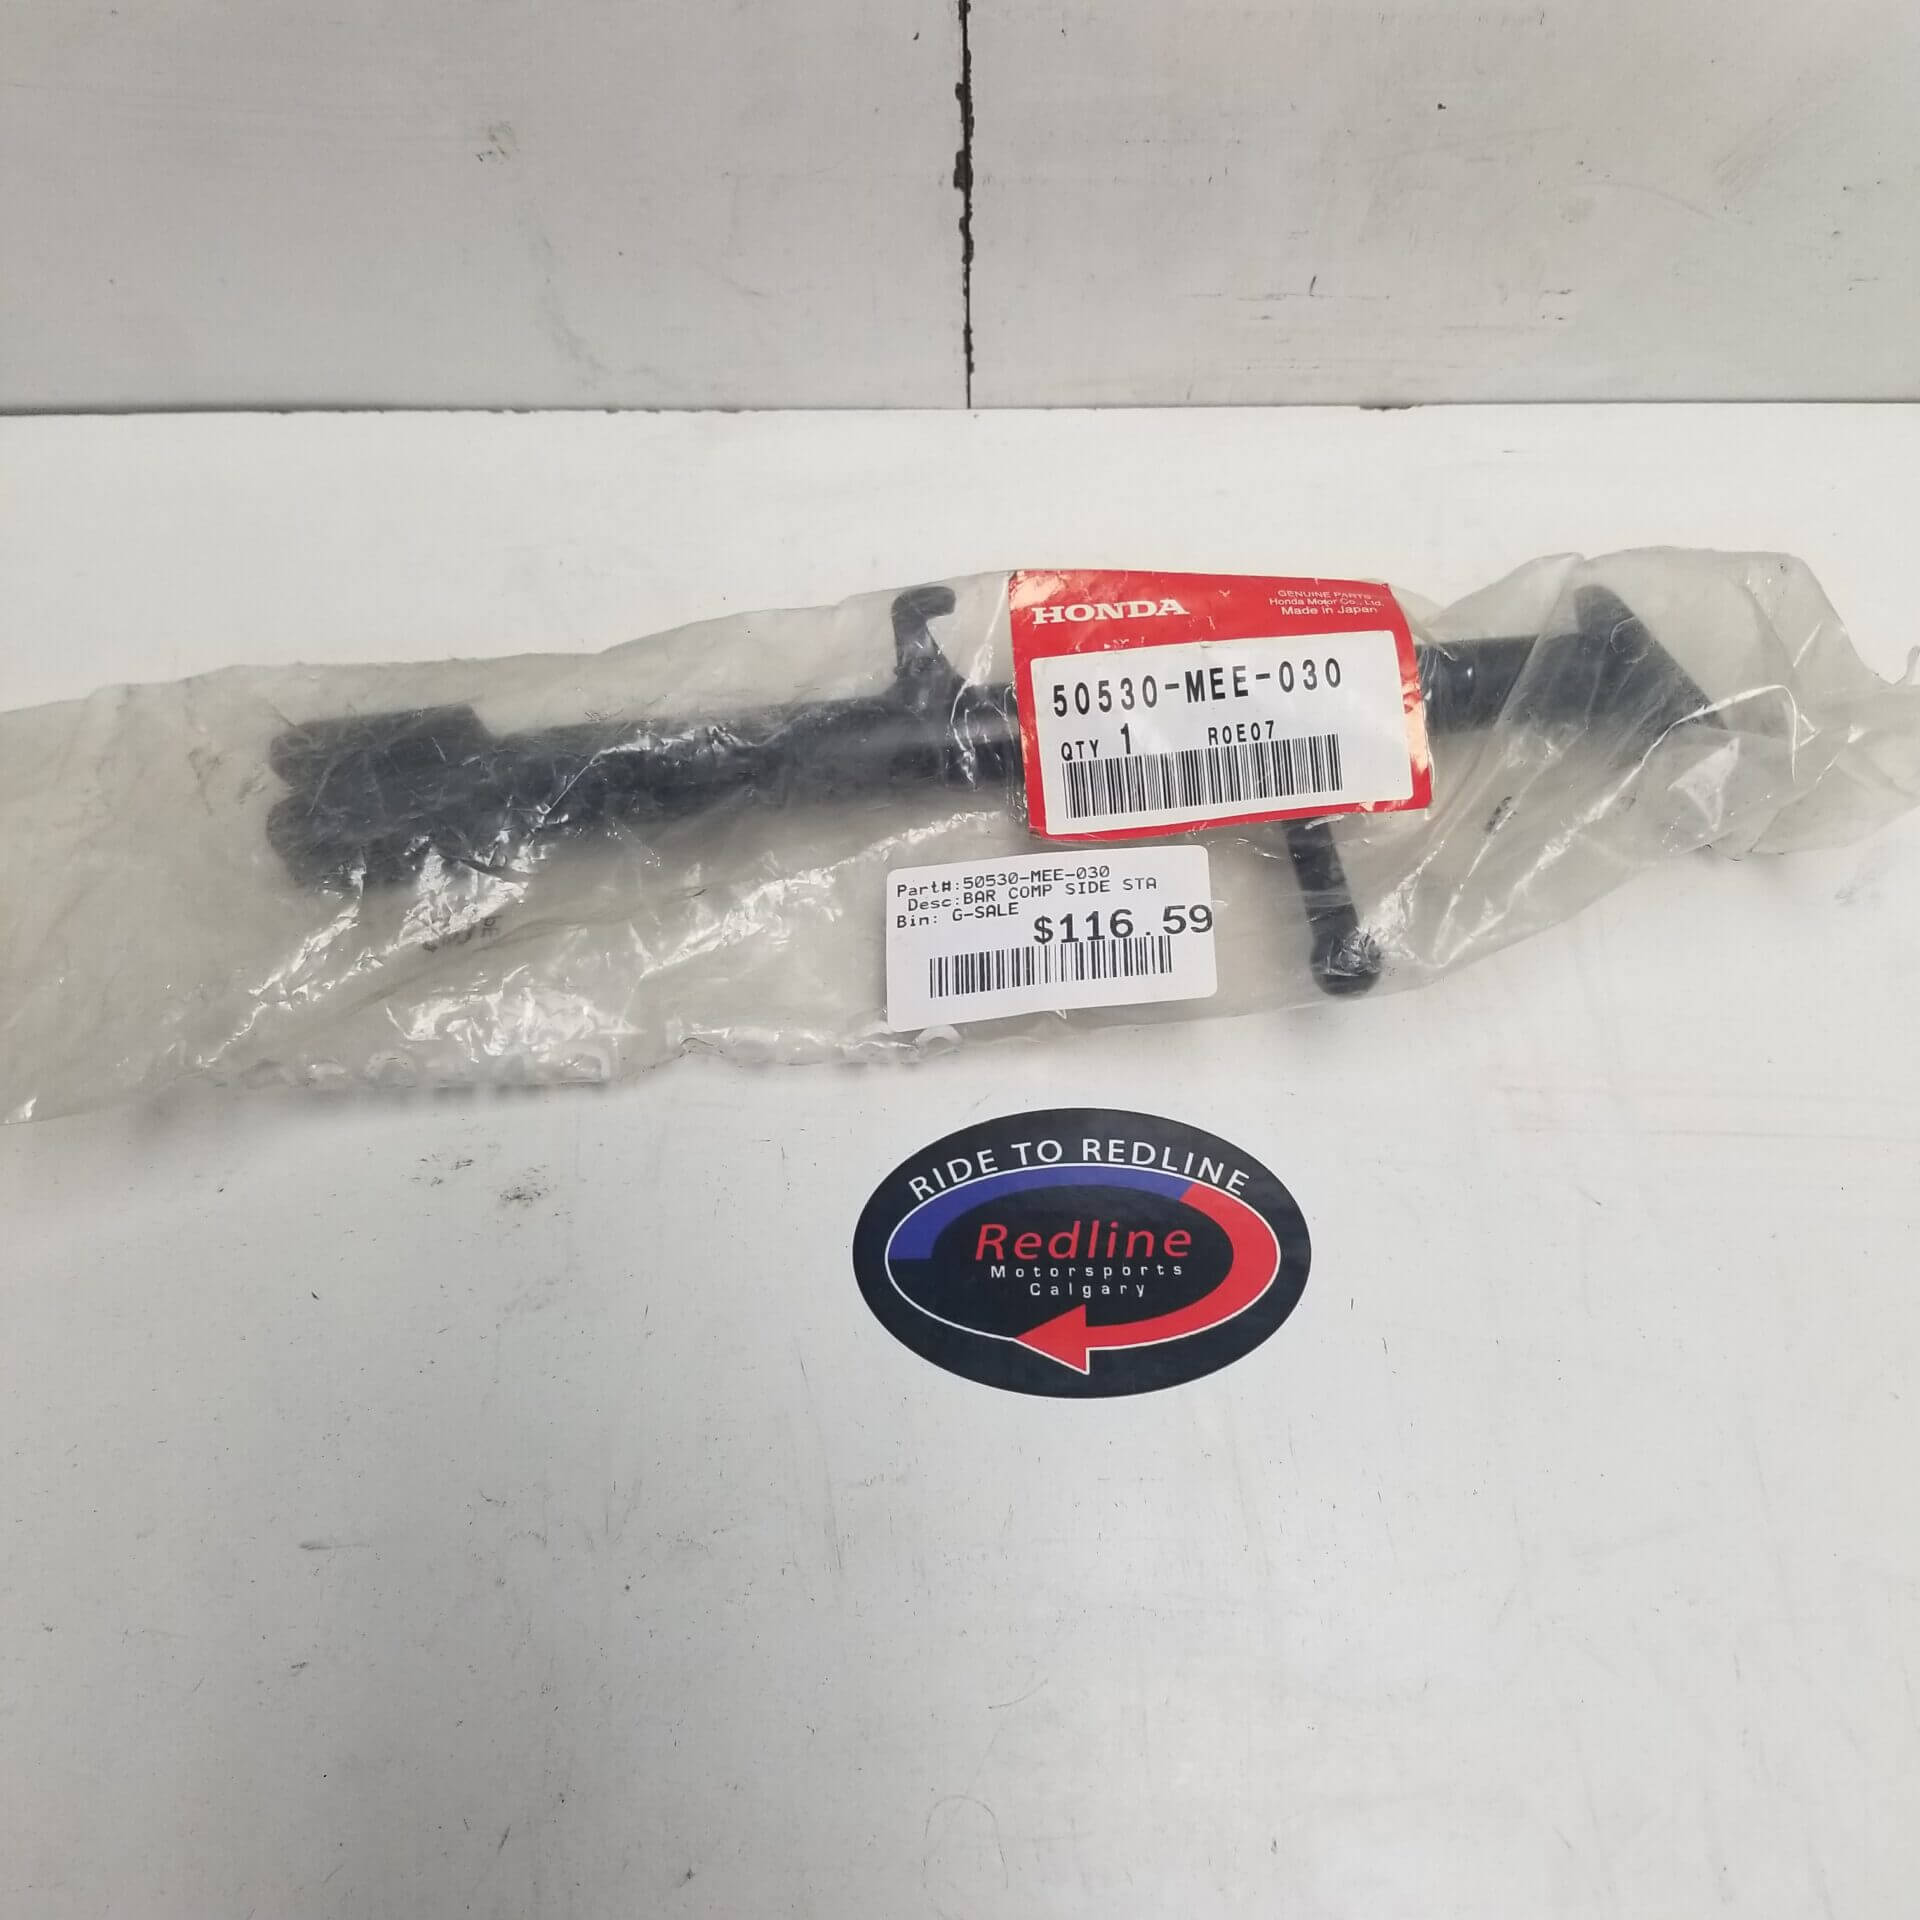 HONDA
GENUINE PARTS
Honda Motor Co., Ltd.
Made in Japan
50530-MEE-030
QTY 1 R0E07
Part#:50530-MEE-030
Desc:BAR COMP SIDE STA
Bin: G-SALE
$116.59
RIDE TO REDLINE
Redline
Motorsports
Calgary